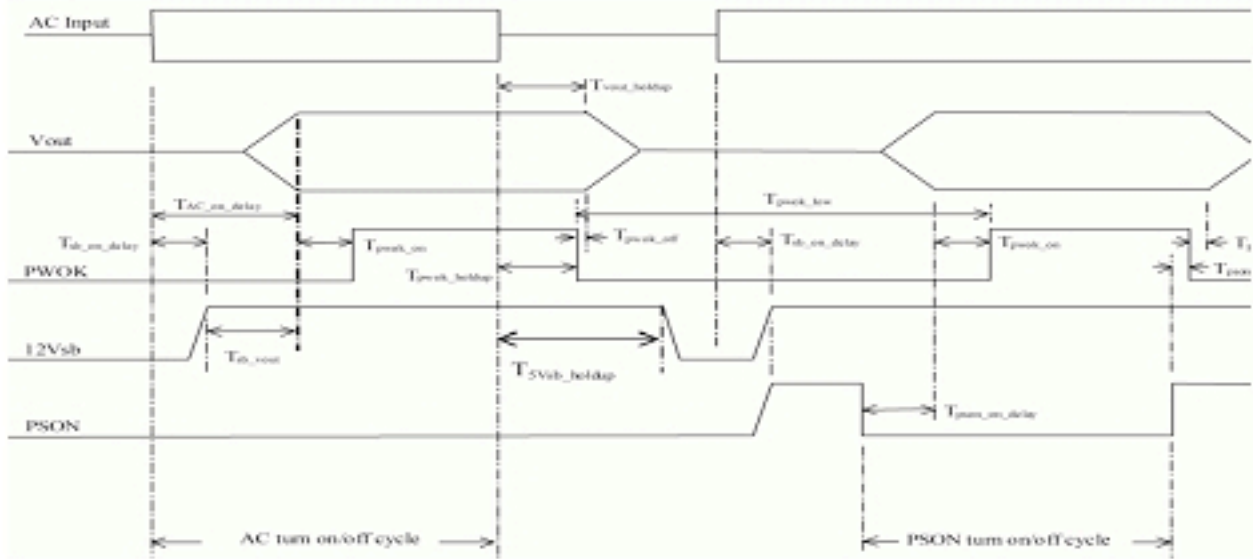 AC Input
Tvout_holdup
Vout
TAC_on_delay
Tpwok_low
Tsb_on_delay
Tpwok_on
Tpwok_off
Tsb_on_delay
Tpwok_on
PWOK
Tpwok_holdup
12Vsb
Tsb_vout
T5Vsb_holdup
PSON
Tpson_on_delay
AC turn on/off cycle
PSON turn on/off cycle